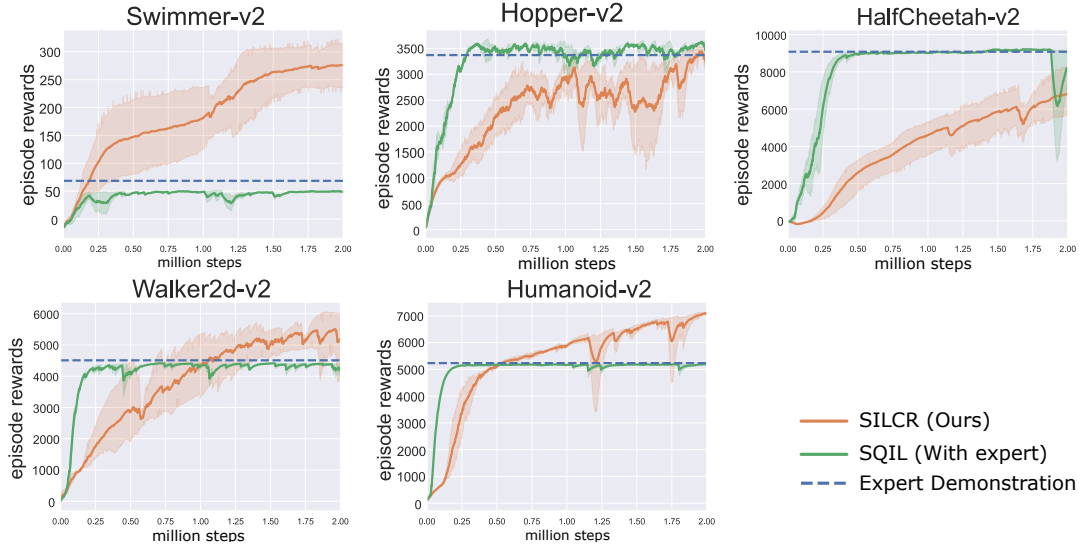 Swimmer-v2
episode rewards
300
250
200
150
100
50
0
0.00 0.25 0.50 0.75 1.00 1.25 1.50 1.75 2.00
million steps
Hopper-v2
episode rewards
3500
3000
2500
2000
1500
1000
500
0
0.00 0.25 0.50 0.75 1.00 1.25 1.50 1.75 2.00
million steps
HalfCheetah-v2
episode rewards
10000
8000
6000
4000
2000
0
0.00 0.25 0.50 0.75 1.00 1.25 1.50 1.75 2.00
million steps
Walker2d-v2
episode rewards
6000
5000
4000
3000
2000
1000
0
0.00 0.25 0.50 0.75 1.00 1.25 1.50 1.75 2.00
million steps
Humanoid-v2
episode rewards
7000
6000
5000
4000
3000
2000
1000
0
0.00 0.25 0.50 0.75 1.00 1.25 1.50 1.75 2.00
million steps
SILCR (Ours)
SQIL (With expert)
Expert Demonstration